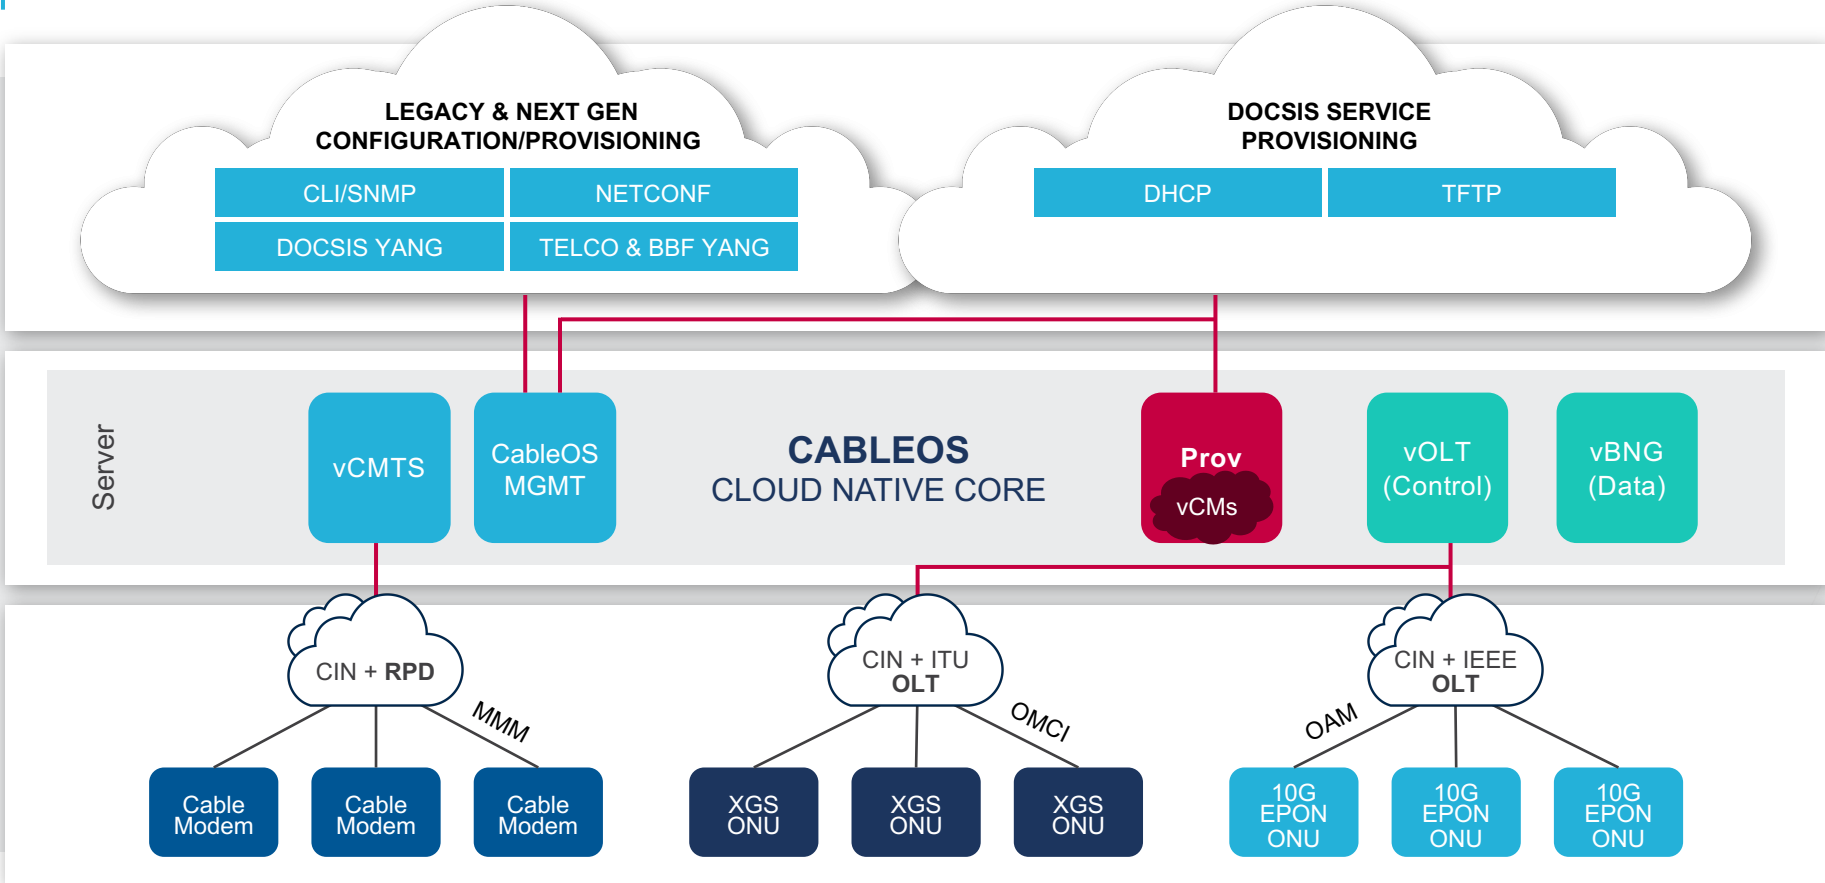 LEGACY & NEXT GEN
CONFIGURATION/PROVISIONING
CLI/SNMP
NETCONF
DOCSIS YANG
TELCO & BBF YANG
DOCSIS SERVICE
PROVISIONING
DHCP
TFTP
Server
vCMTS
CableOS
MGMT
CABLEOS
CLOUD NATIVE CORE
Prov
vCMs
vOLT
(Control)
vBNG
(Data)
CIN + RPD
MMM
Cable
Modem
Cable
Modem
Cable
Modem
CIN + ITU
OLT
OMCI
XGS
ONU
XGS
ONU
XGS
ONU
CIN + IEEE
OLT
OAM
10G
EPON
ONU
10G
EPON
ONU
10G
EPON
ONU